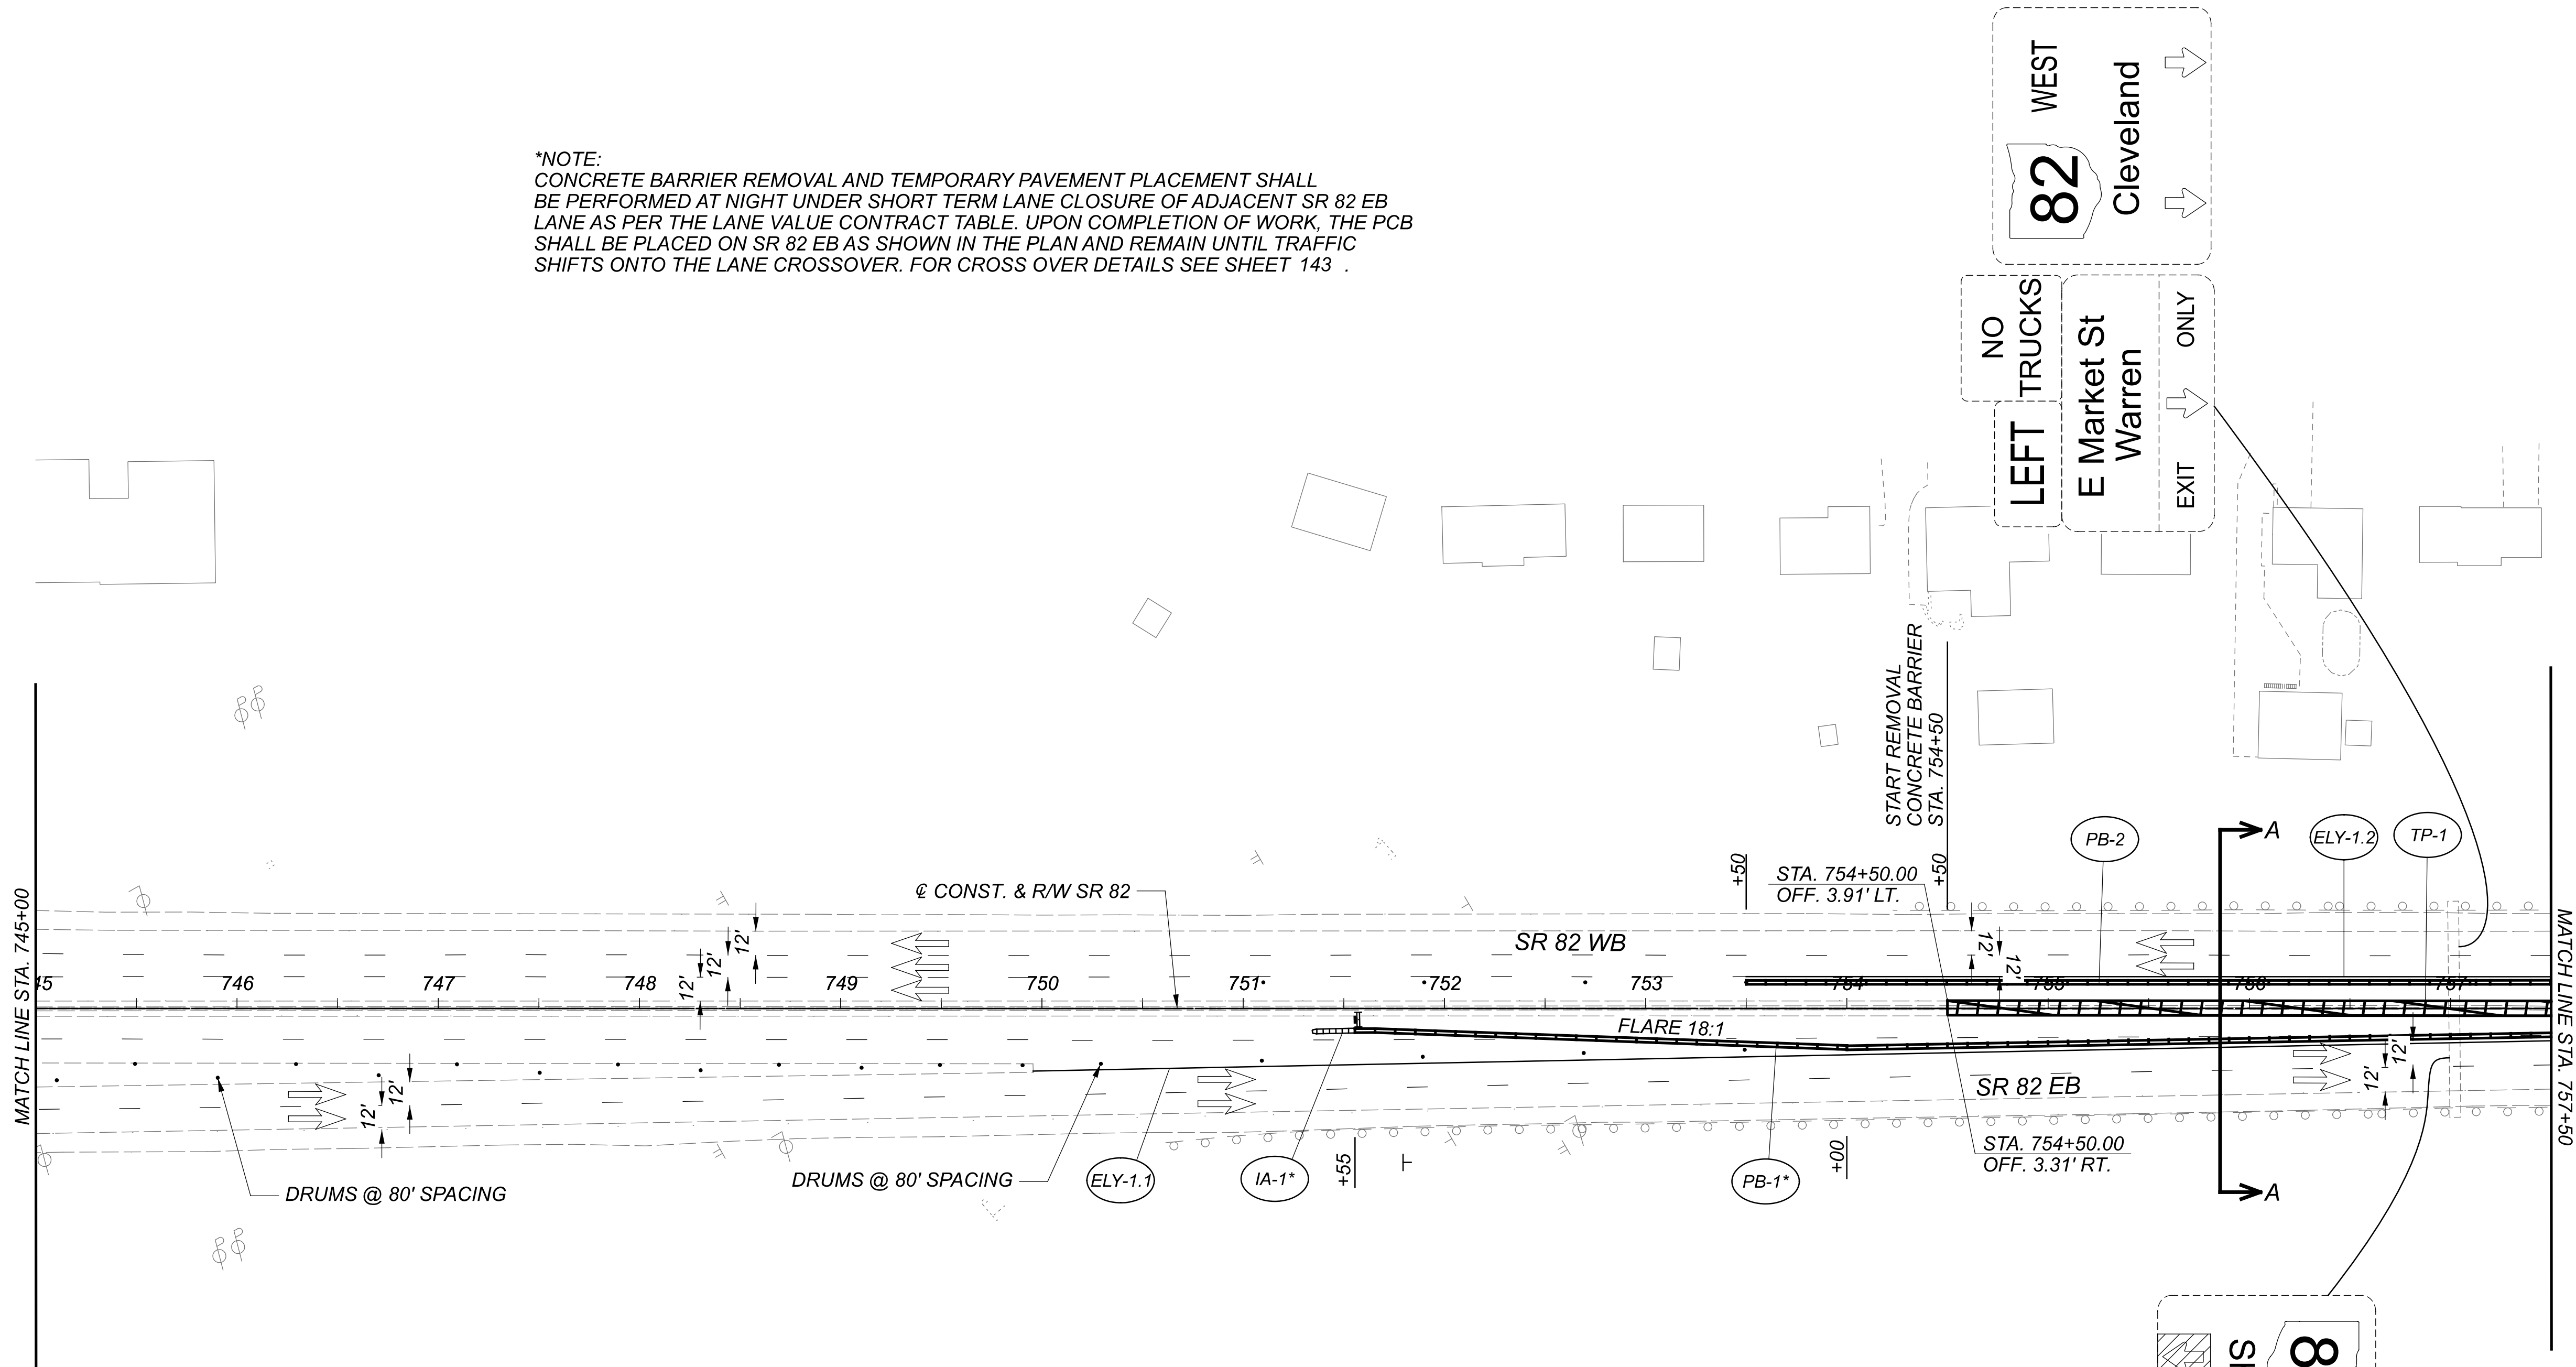 *NOTE:
CONCRETE BARRIER REMOVAL AND TEMPORARY PAVEMENT PLACEMENT SHALL
BE PERFORMED AT NIGHT UNDER SHORT TERM LANE CLOSURE OF ADJACENT SR 82 EB
LANE AS PER THE LANE VALUE CONTRACT TABLE. UPON COMPLETION OF WORK, THE PCB
SHALL BE PLACED ON SR 82 EB AS SHOWN IN THE PLAN AND REMAIN UNTIL TRAFFIC
SHIFTS ONTO THE LANE CROSSOVER. FOR CROSS OVER DETAILS SEE SHEET 143 .
82 WEST
Cleveland
NO
TRUCKS
LEFT
E Market St
Warren
EXIT ONLY
START REMOVAL
CONCRETE BARRIER
STA. 754+50
MATCH LINE STA. 745+00
MATCH LINE STA. 757+50
℄ CONST. & R/W SR 82
+50
STA. 754+50.00
OFF. 3.91' LT.
+50
PB-2
A
ELY-1.2
TP-1
SR 82 WB
12'
12'
12'
12'
12'
45 746 747 748 749 750 751 752 753 754 755 756 757
FLARE 18:1
SR 82 EB
12'
12'
12'
12'
DRUMS @ 80' SPACING
DRUMS @ 80' SPACING
ELY-1.1
IA-1*
+55
PB-1*
+00
STA. 754+50.00
OFF. 3.31' RT.
A
8